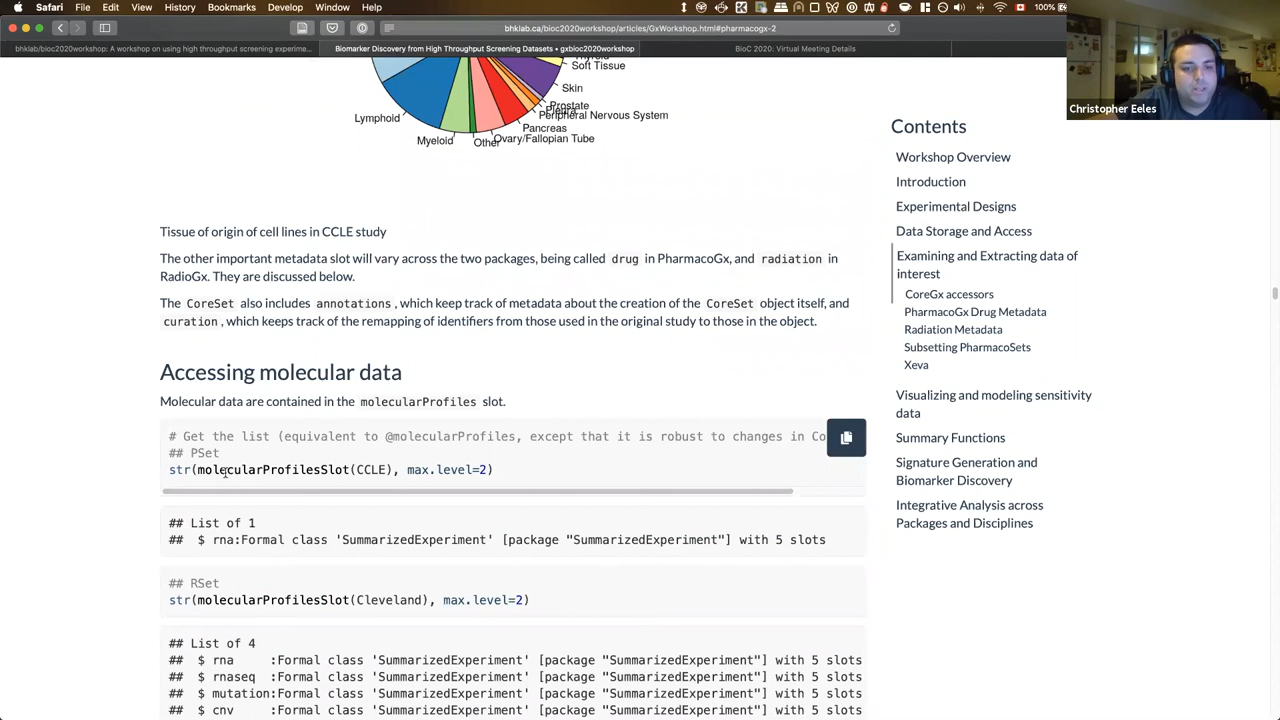 Safari File Edit View History Bookmarks Window Help
100%
bhklab.ca/bioc2020workshop/articles/GxWorkshop.html#pharmacogx-2
bhklab/bioc2020workshop: A workshop on using high throughput screening experime...
Biomarker Discovery from High Throughput Screening Datasets • gxbioc2020workshop
BioC 2020: Virtual Meeting Details
Christopher Eeles
Soft Tissue
Skin
Prostate
Peripheral Nervous System
Lymphoid
Pancreas
Myeloid
Other
Ovary/Fallopian Tube
Tissue of origin of cell lines in CCLE study
The other important metadata slot will vary across the two packages, being called drug in PharmacoGx, and radiation in
RadioGx. They are discussed below.
The CoreSet also includes annotations, which keep track of metadata about the creation of the CoreSet object itself, and
curation, which keeps track of the remapping of identifiers from those used in the original study to those in the object.
Accessing molecular data
Molecular data are contained in the molecularProfiles slot.
# Get the list (equivalent to @molecularProfiles, except that it is robust to changes in Co
## PSet
str(molecularProfilesSlot(CCLE), max.level=2)
## List of 1
##  $ rna:Formal class 'SummarizedExperiment' [package "SummarizedExperiment"] with 5 slots
## RSet
str(molecularProfilesSlot(Cleveland), max.level=2)
## List of 4
##  $ rna     :Formal class 'SummarizedExperiment' [package "SummarizedExperiment"] with 5 slots
##  $ rnaseq  :Formal class 'SummarizedExperiment' [package "SummarizedExperiment"] with 5 slots
##  $ mutation:Formal class 'SummarizedExperiment' [package "SummarizedExperiment"] with 5 slots
##  $ cnv     :Formal class 'SummarizedExperiment' [package "SummarizedExperiment"] with 5 slots
Contents
Workshop Overview
Introduction
Experimental Designs
Data Storage and Access
Examining and Extracting data of
interest
CoreGx accessors
PharmacoGx Drug Metadata
Radiation Metadata
Subsetting PharmacoSets
Xeva
Visualizing and modeling sensitivity
data
Summary Functions
Signature Generation and
Biomarker Discovery
Integrative Analysis across
Packages and Disciplines